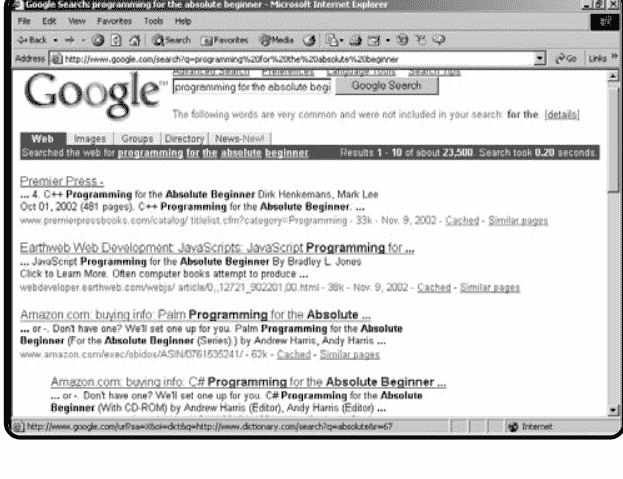 Google Search: programming for the absolute beginner - Microsoft Internet Explorer
File Edit View Favorites Tools Help
Back Search Favorites Media
Address http://www.google.com/search?q=programming%20for%20the%20absolute%20beginner Go Links »
Advanced Search Preferences Language Tools Search Tips
Google™ programming for the absolute begi Google Search
The following words are very common and were not included in your search: for the. [details]
Web Images Groups Directory News-New!
Searched the web for programming for the absolute beginner. Results 1 - 10 of about 23,500. Search took 0.20 seconds.
Premier Press -
... 4. C++ Programming for the Absolute Beginner Dirk Henkemans, Mark Lee
Oct 01, 2002 (481 pages). C++ Programming for the Absolute Beginner. ...
www.premierpressbooks.com/catalog/ titlelist.cfm?category=Programming - 33k - Nov. 9, 2002 - Cached - Similar pages
Earthweb Web Development: JavaScripts: JavaScript Programming for ...
... JavaScript Programming for the Absolute Beginner By Bradley L. Jones
Click to Learn More. Often computer books attempt to produce ...
webdeveloper.earthweb.com/webjs/ article/0,,12721_902201,00.html - 38k - Nov. 9, 2002 - Cached - Similar pages
Amazon.com: buying info: Palm Programming for the Absolute ...
... or -. Don't have one? We'll set one up for you. Palm Programming for the Absolute
Beginner (For the Absolute Beginner (Series).) by Andrew Harris, Andy Harris ...
www.amazon.com/exec/obidos/ASIN/0761535241/ - 62k - Cached - Similar pages
Amazon.com: buying info: C# Programming for the Absolute Beginner ...
... or -. Don't have one? We'll set one up for you. C# Programming for the Absolute
Beginner (With CD-ROM) by Andrew Harris (Editor), Andy Harris (Editor) ...
Internet